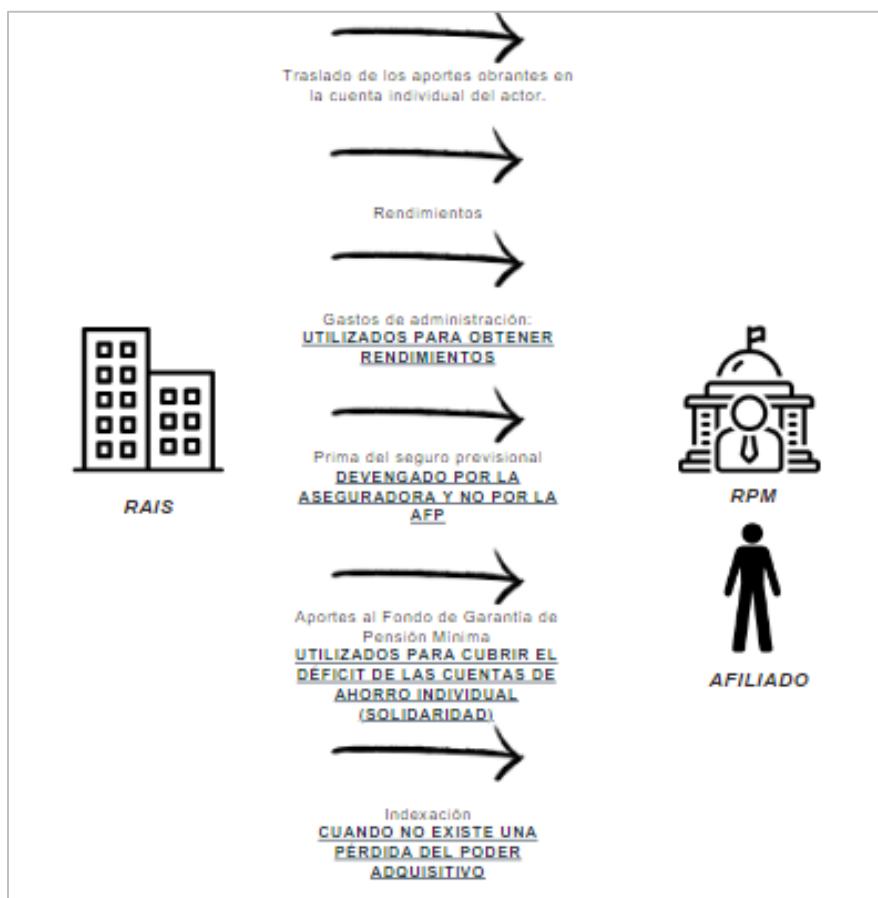 Traslado de los aportes obrantes en
la cuenta individual del actor.
Rendimientos
Gastos de administración:
UTILIZADOS PARA OBTENER
RENDIMIENTOS
Prima del seguro previsional
DEVENGADO POR LA
ASEGURADORA Y NO POR LA
AFP
Aportes al Fondo de Garantía de
Pensión Mínima
UTILIZADOS PARA CUBRIR EL
DÉFICIT DE LAS CUENTAS DE
AHORRO INDIVIDUAL
(SOLIDARIDAD)
Indexación
CUANDO NO EXISTE UNA
PÉRDIDA DEL PODER
ADQUISITIVO
RAIS
RPM
AFILIADO